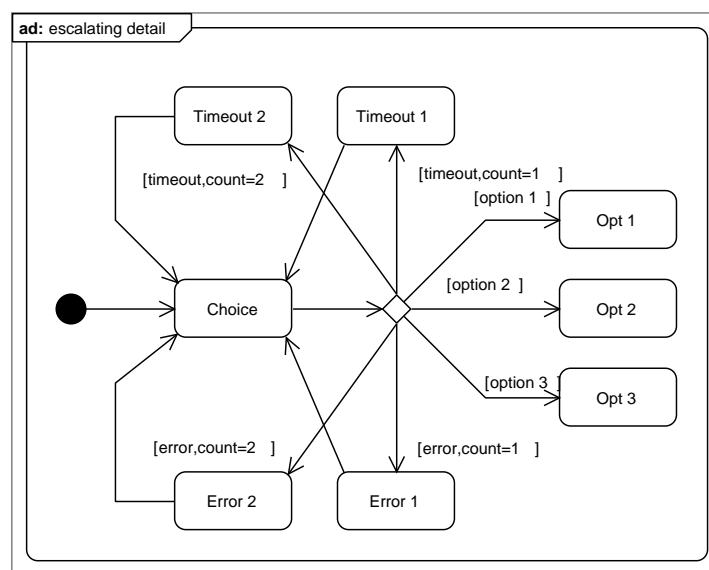 ad: escalating detail
Timeout 2
Timeout 1
[timeout,count=2 ]
[timeout,count=1 ]
[option 1 ]
Opt 1
[option 2 ]
Choice
Opt 2
[option 3 ]
Opt 3
[error,count=2 ]
[error,count=1 ]
Error 2
Error 1